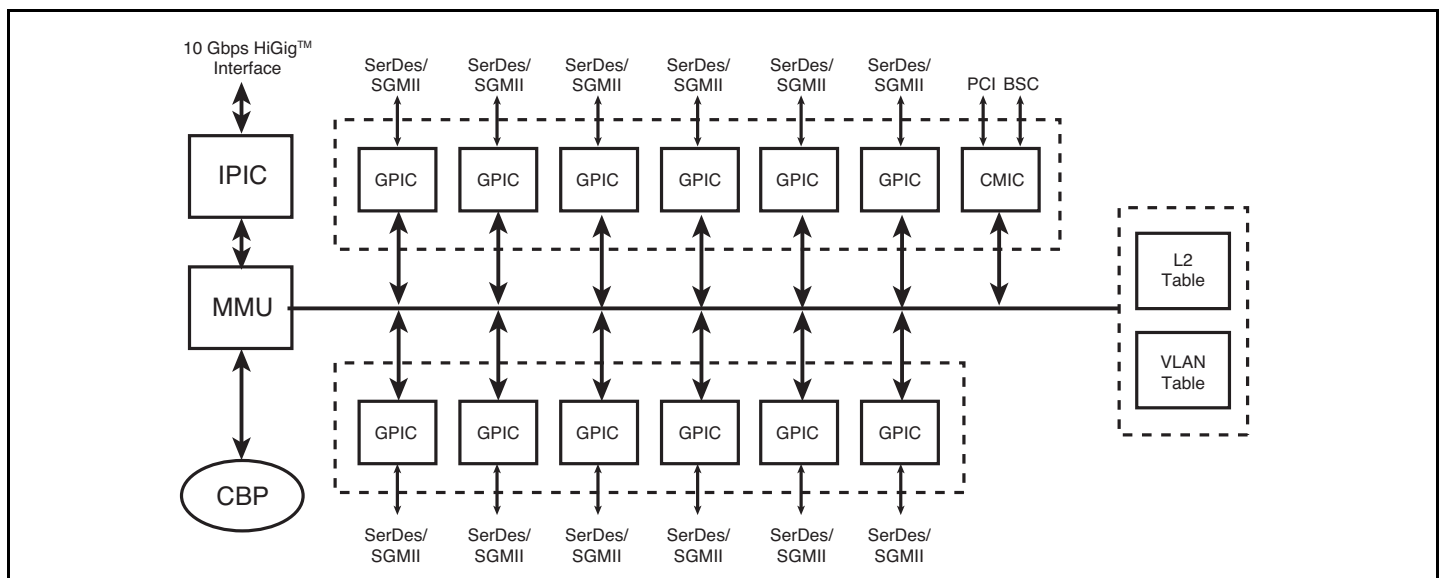 10 Gbps HiGig™
Interface
SerDes/
SGMII
SerDes/
SGMII
SerDes/
SGMII
SerDes/
SGMII
SerDes/
SGMII
SerDes/
SGMII
PCI BSC
IPIC
GPIC
GPIC
GPIC
GPIC
GPIC
GPIC
CMIC
MMU
L2
Table
VLAN
Table
GPIC
GPIC
GPIC
GPIC
GPIC
GPIC
CBP
SerDes/
SGMII
SerDes/
SGMII
SerDes/
SGMII
SerDes/
SGMII
SerDes/
SGMII
SerDes/
SGMII